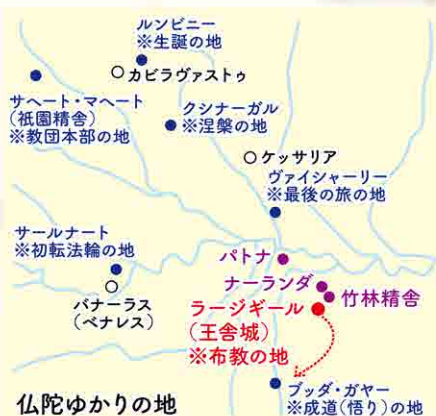 ルンビニー
※生誕の地
カピラヴァストゥ
サヘート・マヘート
(祇園精舎)
※教団本部の地
クシナーガル
※涅槃の地
ケッサリア
ヴァイシャーリー
※最後の旅の地
サールナート
※初転法輪の地
パトナ
ナーランダ
竹林精舎
バナーラス
(ベナレス)
ラージギール
(王舎城)
※布教の地
ブッダ・ガヤー
※成道(悟り)の地
仏陀ゆかりの地